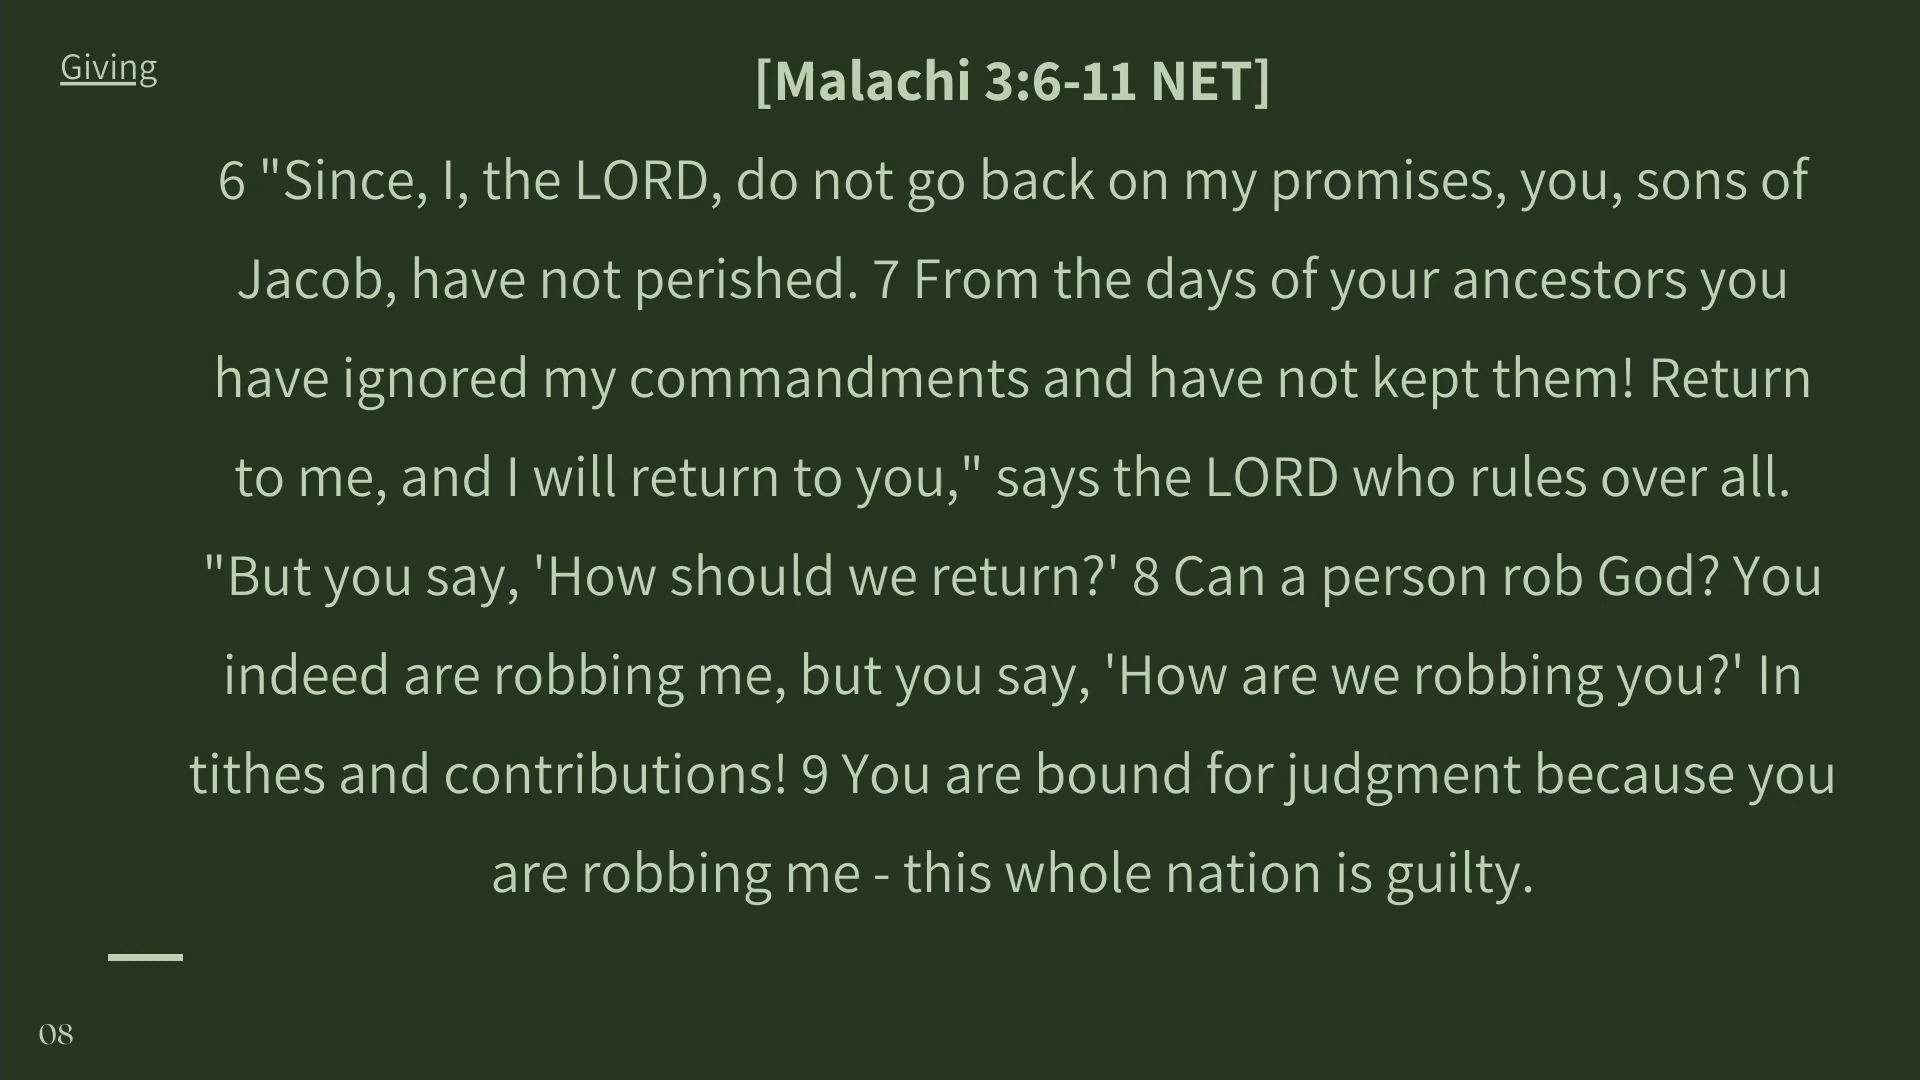 Giving
[Malachi 3:6-11 NET]
6 "Since, I, the LORD, do not go back on my promises, you, sons of
Jacob, have not perished. 7 From the days of your ancestors you
have ignored my commandments and have not kept them! Return
to me, and I will return to you," says the LORD who rules over all.
"But you say, 'How should we return?' 8 Can a person rob God? You
indeed are robbing me, but you say, 'How are we robbing you?' In
tithes and contributions! 9 You are bound for judgment because you
are robbing me - this whole nation is guilty.
08